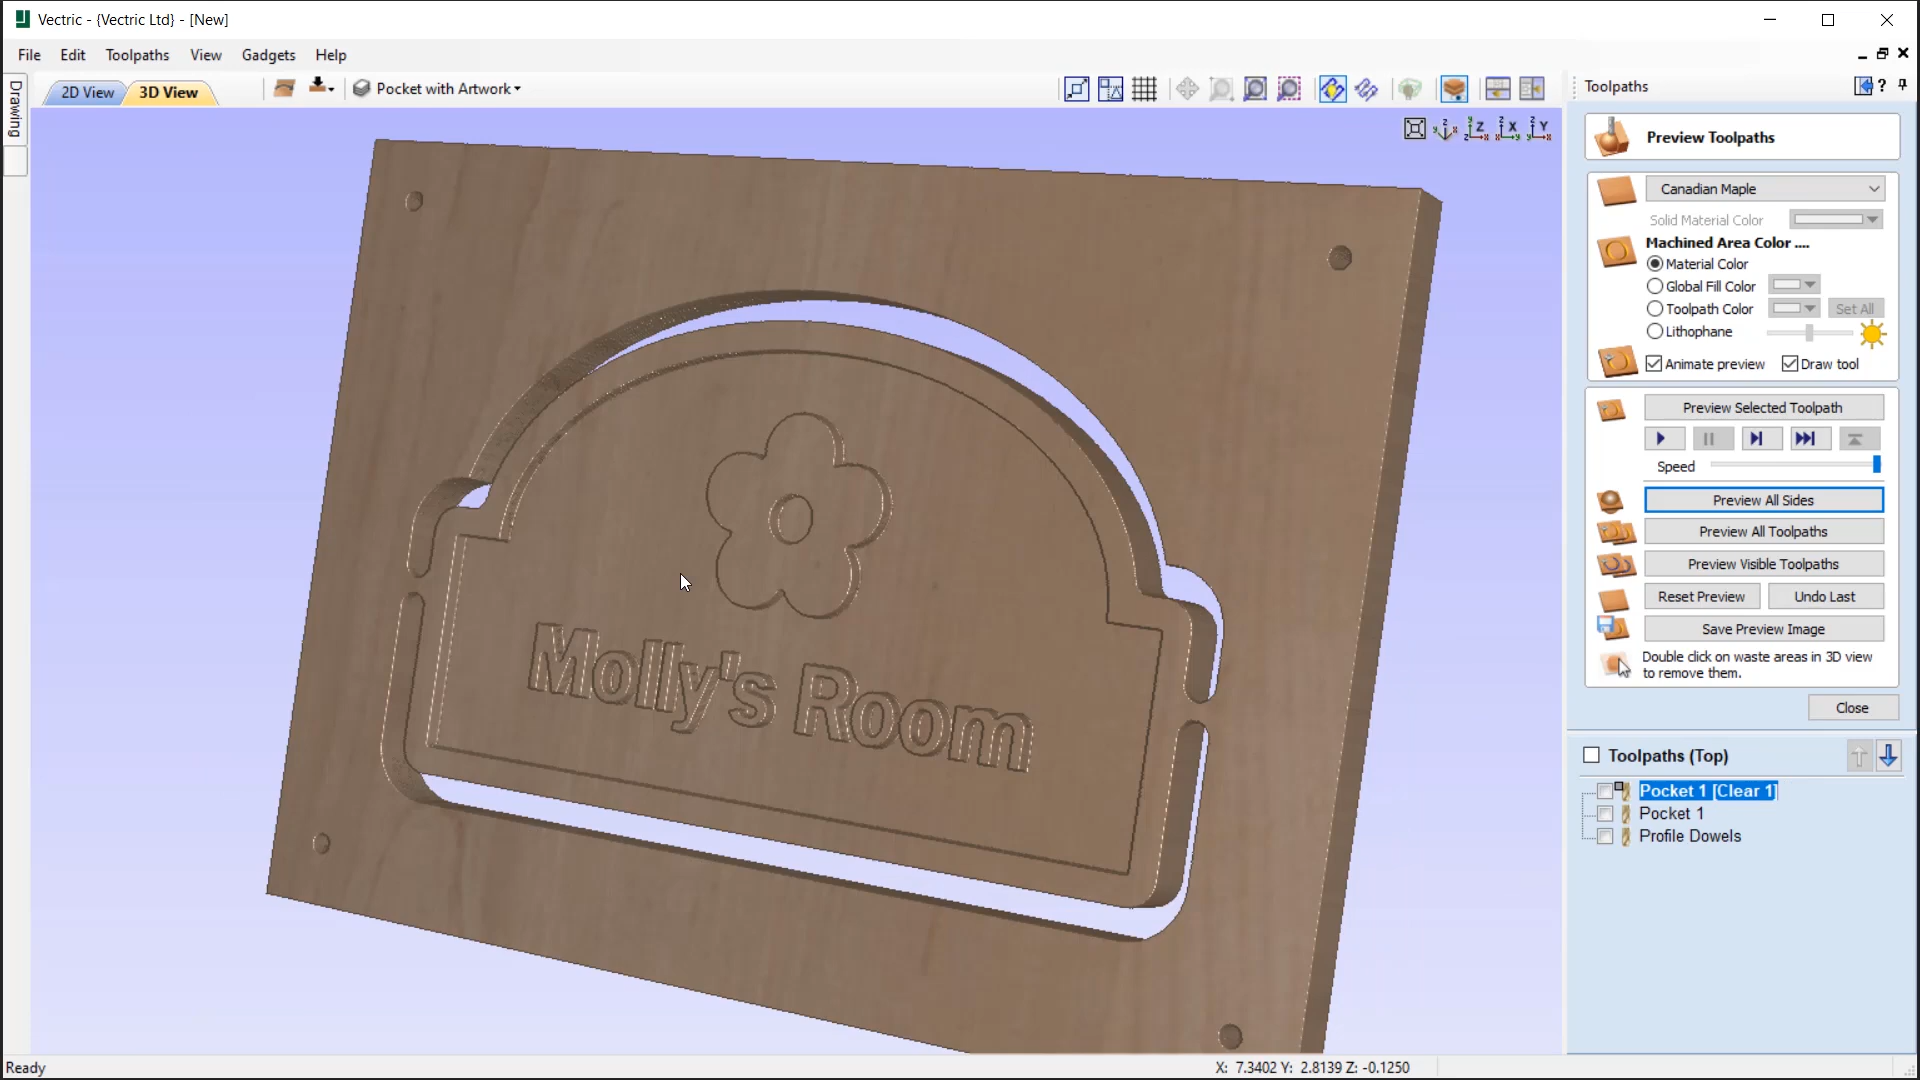 Vectric - {Vectric Ltd} - [New]
File Edit Toolpaths View Gadgets Help
2D View 3D View Pocket with Artwork
Drawing
Toolpaths
Preview Toolpaths
Canadian Maple
Solid Material Color
Machined Area Color ....
Material Color
Global Fill Color
Toolpath Color Set All
Lithophane
Animate preview Draw tool
Preview Selected Toolpath
Speed
Preview All Sides
Preview All Toolpaths
Preview Visible Toolpaths
Reset Preview Undo Last
Save Preview Image
Double click on waste areas in 3D view
to remove them.
Close
Toolpaths (Top)
Pocket 1 [Clear 1]
Pocket 1
Profile Dowels
Molly's Room
Ready X: 7.3402 Y: 2.8139 Z: -0.1250